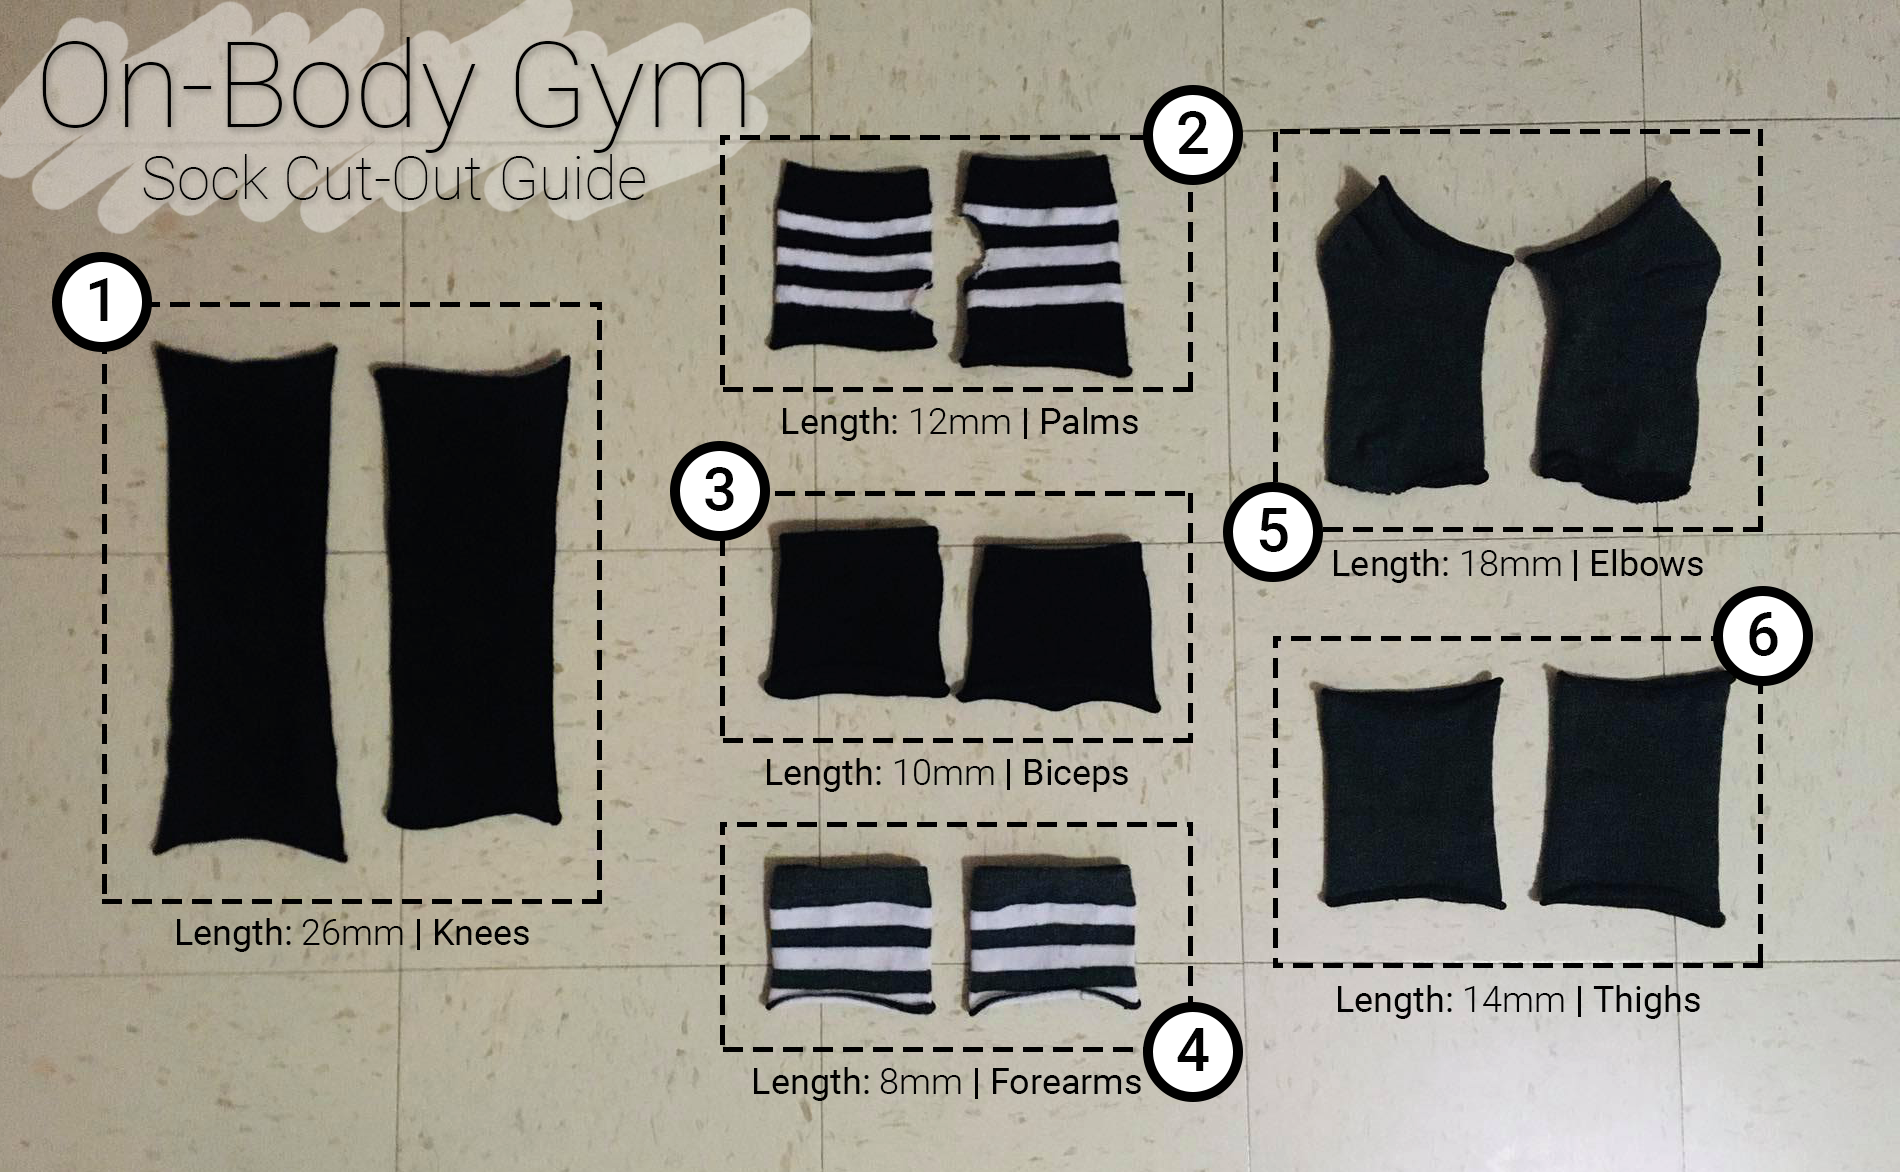 On-Body Gym
Sock Cut-Out Guide
1
Length: 26mm | Knees
2
Length: 12mm | Palms
3
Length: 10mm | Biceps
4
Length: 8mm | Forearms
5
Length: 18mm | Elbows
6
Length: 14mm | Thighs